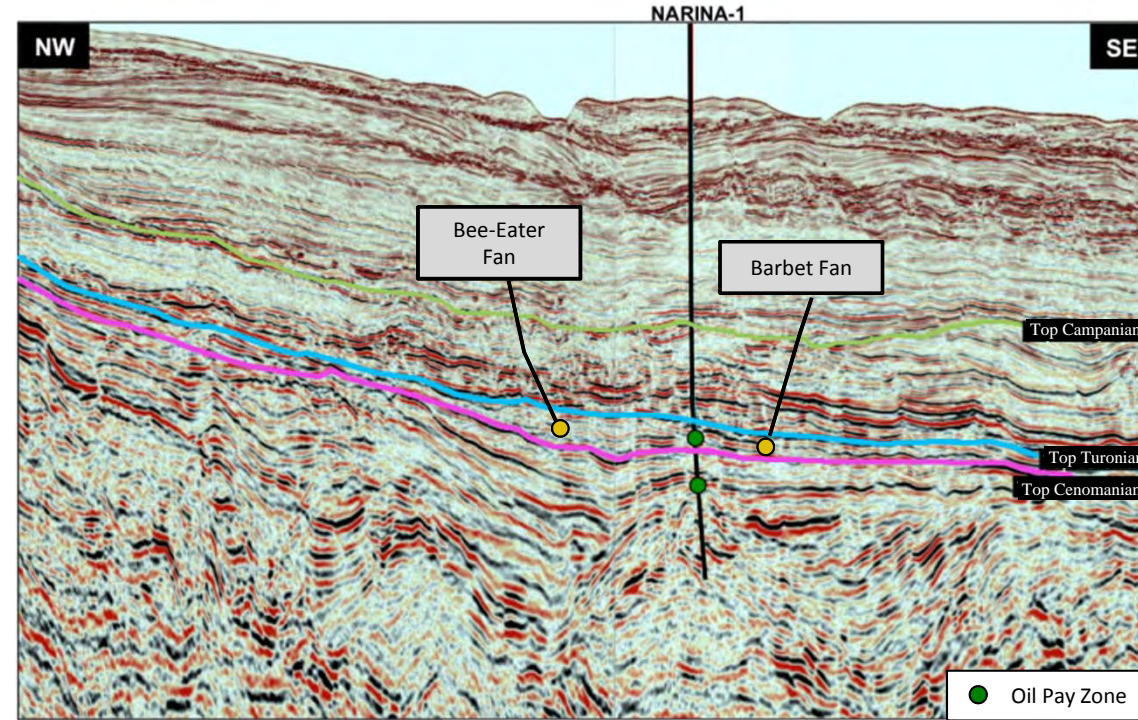 NARINA-1
NW
SE
Bee-Eater
Fan
Barbet Fan
Top Campanian
Top Turonian
Top Cenomanian
Oil Pay Zone